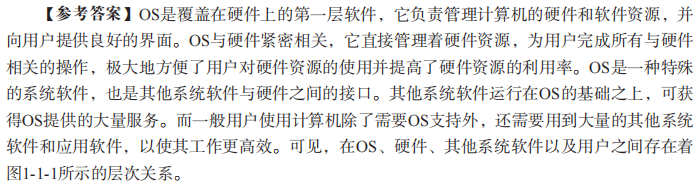 【参考答案】OS是覆盖在硬件上的第一层软件，它负责管理计算机的硬件和软件资源，并
向用户提供良好的界面。OS与硬件紧密相关，它直接管理着硬件资源，为用户完成所有与硬件
相关的操作，极大地方便了用户对硬件资源的使用并提高了硬件资源的利用率。OS是一种特殊
的系统软件，也是其他系统软件与硬件之间的接口。其他系统软件运行在OS的基础之上，可获
得OS提供的大量服务。而一般用户使用计算机除了需要OS支持外，还需要用到大量的其他系统
软件和应用软件，以使其工作更高效。可见，在OS、硬件、其他系统软件以及用户之间存在着
图1-1-1所示的层次关系。